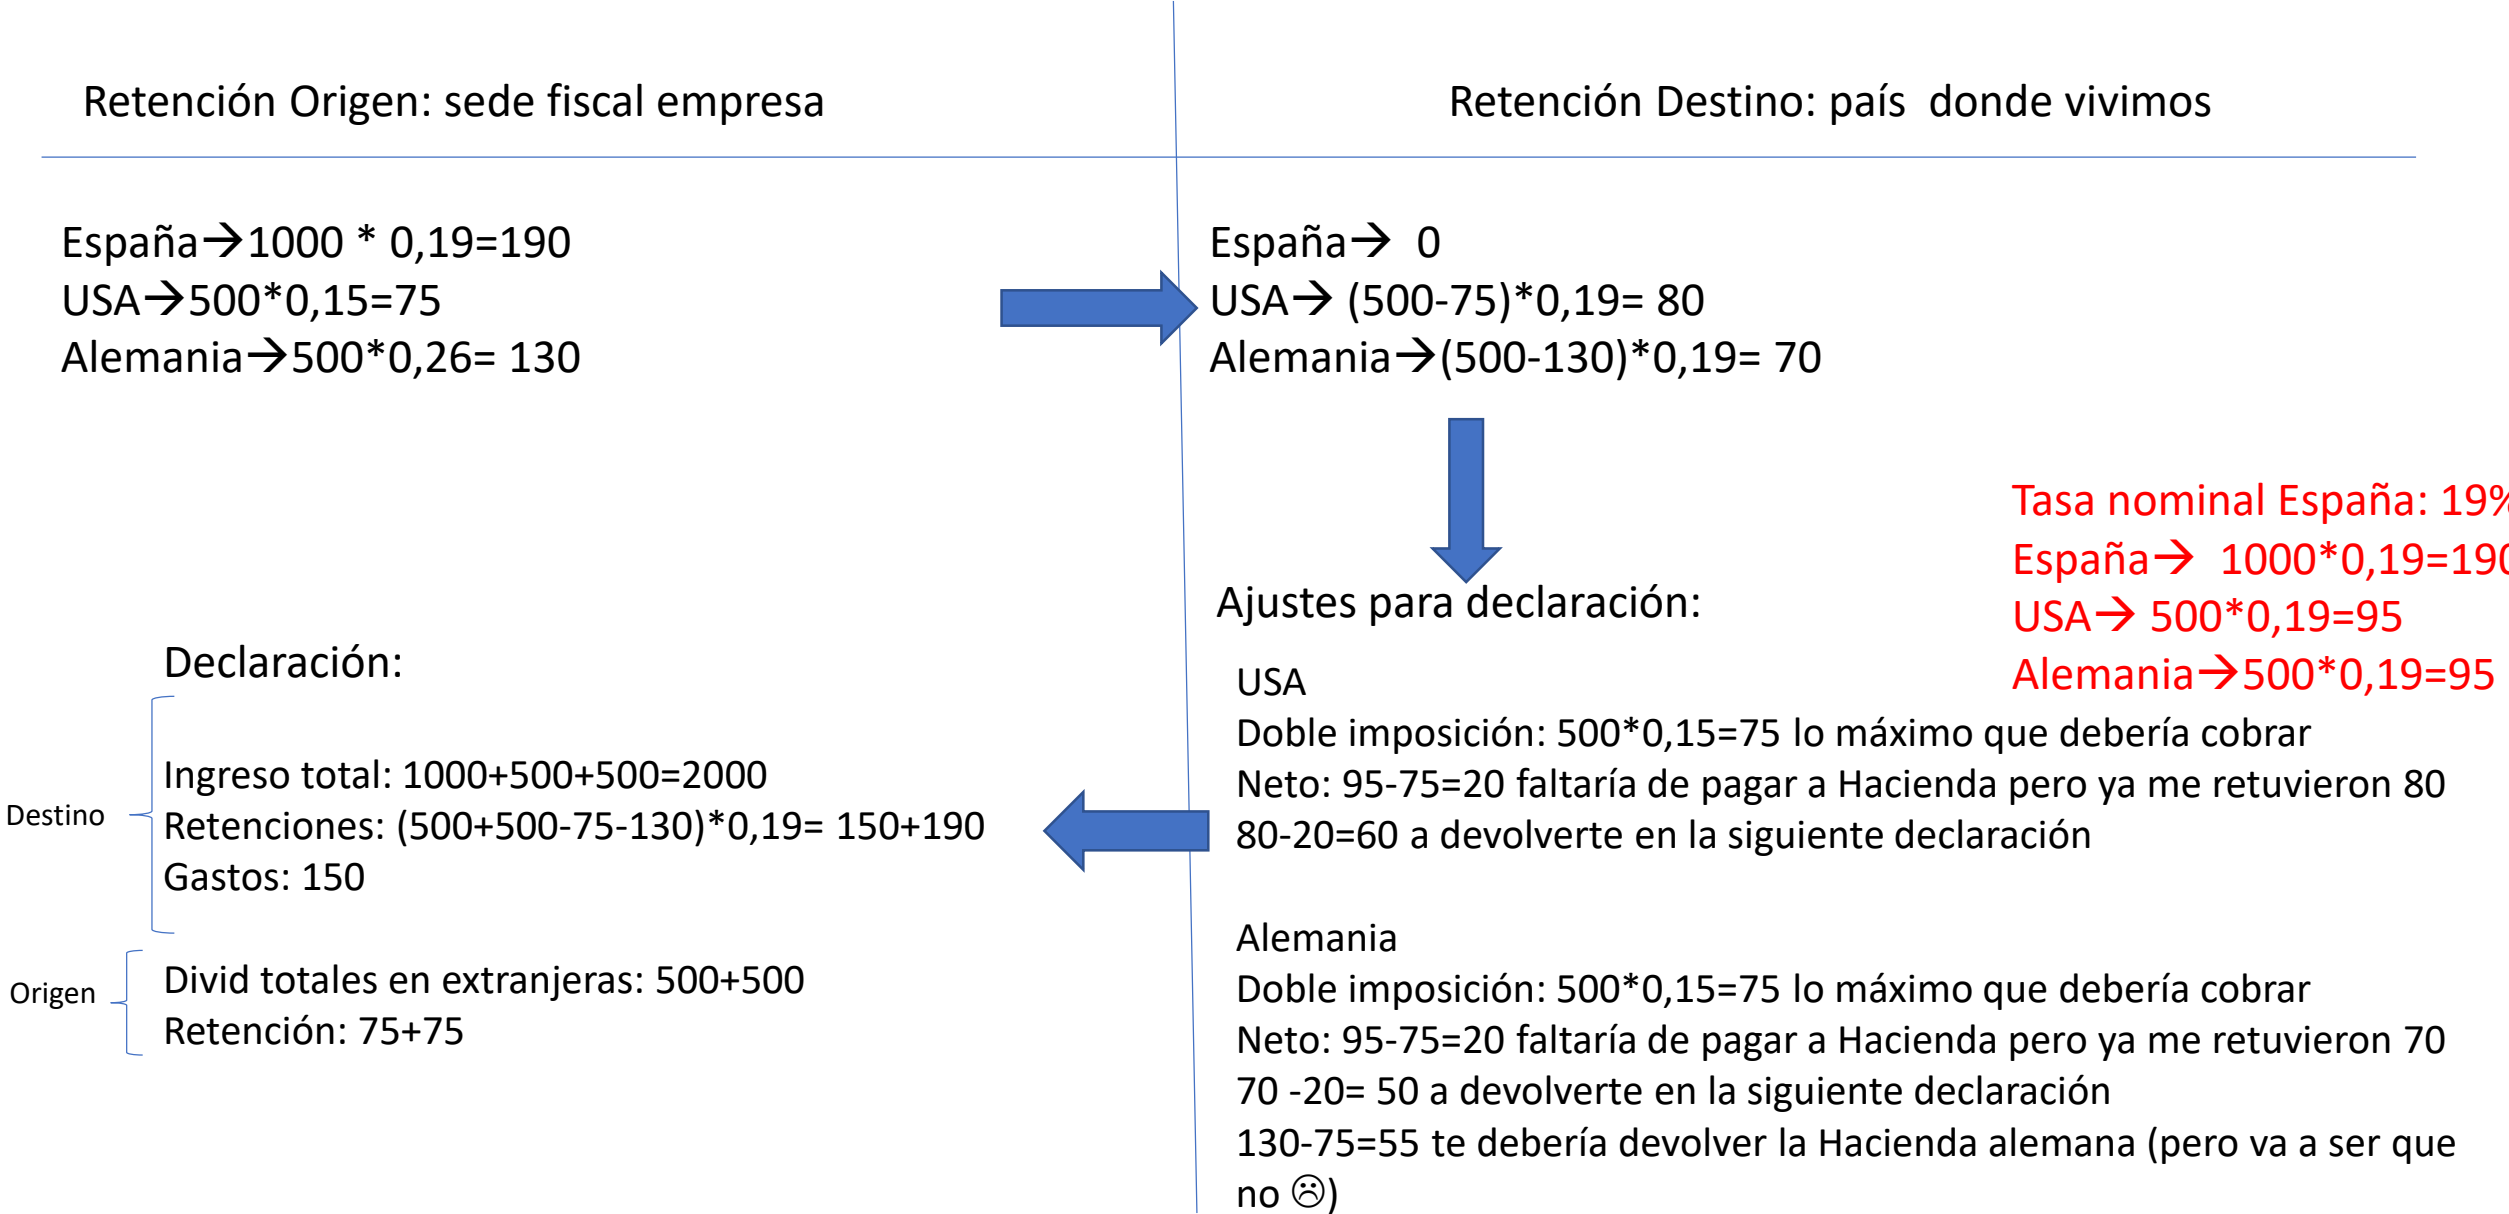 Retención Origen: sede fiscal empresa
Retención Destino: país donde vivimos
España→1000 * 0,19=190
USA→500*0,15=75
Alemania→500*0,26= 130
España→ 0
USA→ (500-75)*0,19= 80
Alemania→(500-130)*0,19= 70
Tasa nominal España: 19%
España→ 1000*0,19=190
USA→ 500*0,19=95
Alemania→500*0,19=95
Ajustes para declaración:
USA
Doble imposición: 500*0,15=75 lo máximo que debería cobrar
Neto: 95-75=20 faltaría de pagar a Hacienda pero ya me retuvieron 80
80-20=60 a devolverte en la siguiente declaración
Alemania
Doble imposición: 500*0,15=75 lo máximo que debería cobrar
Neto: 95-75=20 faltaría de pagar a Hacienda pero ya me retuvieron 70
70 -20= 50 a devolverte en la siguiente declaración
130-75=55 te debería devolver la Hacienda alemana (pero va a ser que
no ☹)
Declaración:
Destino
Ingreso total: 1000+500+500=2000
Retenciones: (500+500-75-130)*0,19= 150+190
Gastos: 150
Origen
Divid totales en extranjeras: 500+500
Retención: 75+75